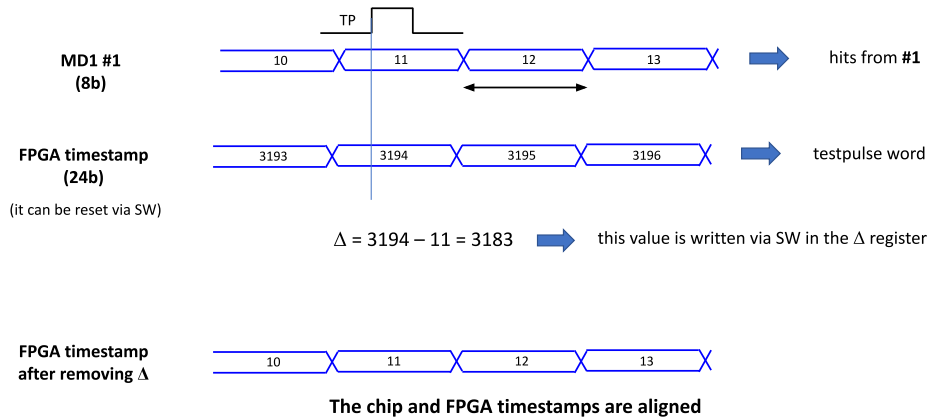 TP
MD1 #1
(8b)
10 11 12 13
hits from #1
FPGA timestamp
(24b)
(it can be reset via SW)
3193 3194 3195 3196
testpulse word
Δ = 3194 – 11 = 3183
this value is written via SW in the Δ register
FPGA timestamp
after removing Δ
10 11 12 13
The chip and FPGA timestamps are aligned